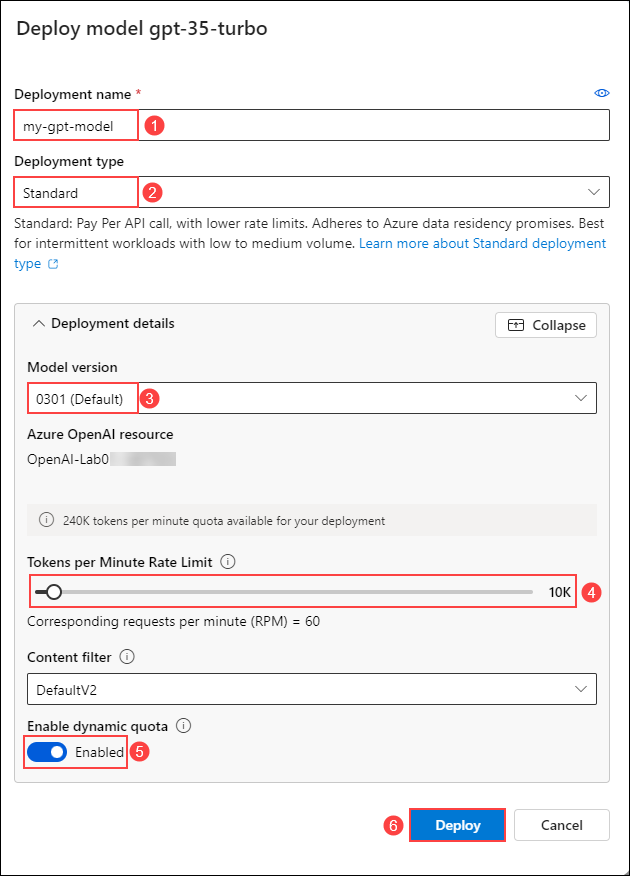 Deploy model gpt-35-turbo
Deployment name *
my-gpt-model 1
Deployment type
Standard 2
Standard: Pay Per API call, with lower rate limits. Adheres to Azure data residency promises. Best
for intermittent workloads with low to medium volume. Learn more about Standard deployment
type
Deployment details Collapse
Model version
0301 (Default) 3
Azure OpenAI resource
OpenAI-Lab0
240K tokens per minute quota available for your deployment
Tokens per Minute Rate Limit
10K 4
Corresponding requests per minute (RPM) = 60
Content filter
DefaultV2
Enable dynamic quota
Enabled 5
6 Deploy Cancel